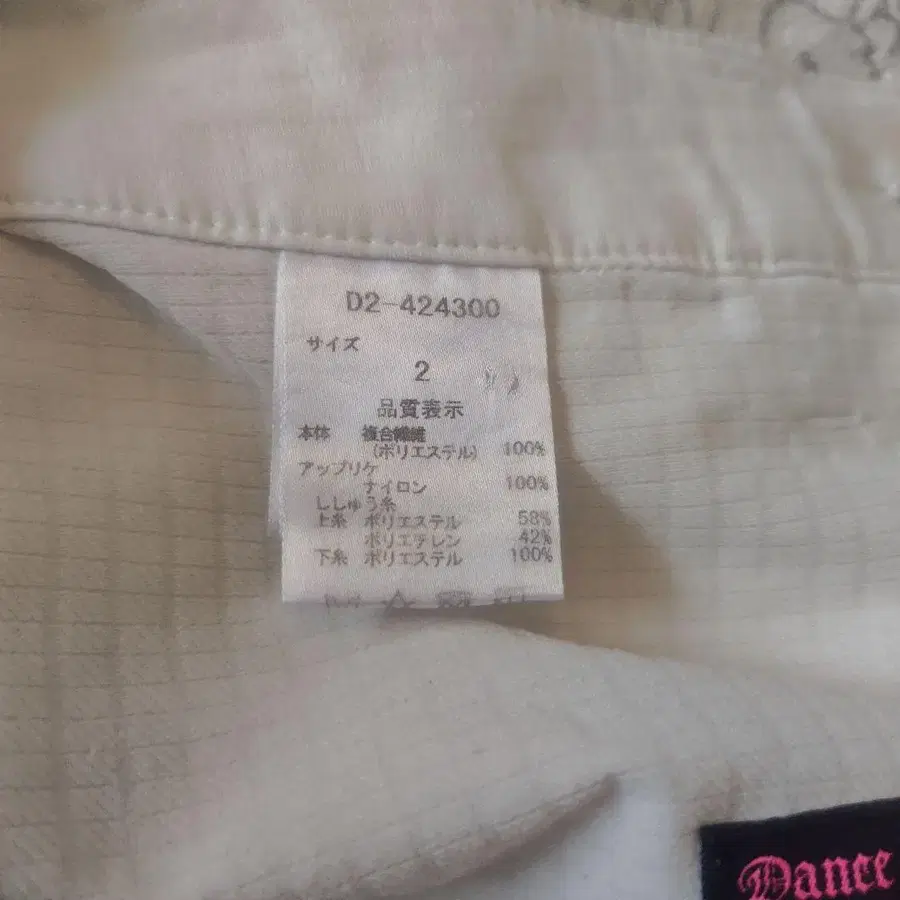 D2-424300
サイズ
2
品質表示
本体 複合繊維
(ポリエステル) 100%
アップリケ
ナイロン 100%
ししゅう糸
上糸 ポリエステル 58%
ポリエチレン 42%
下糸 ポリエステル 100%
Dance